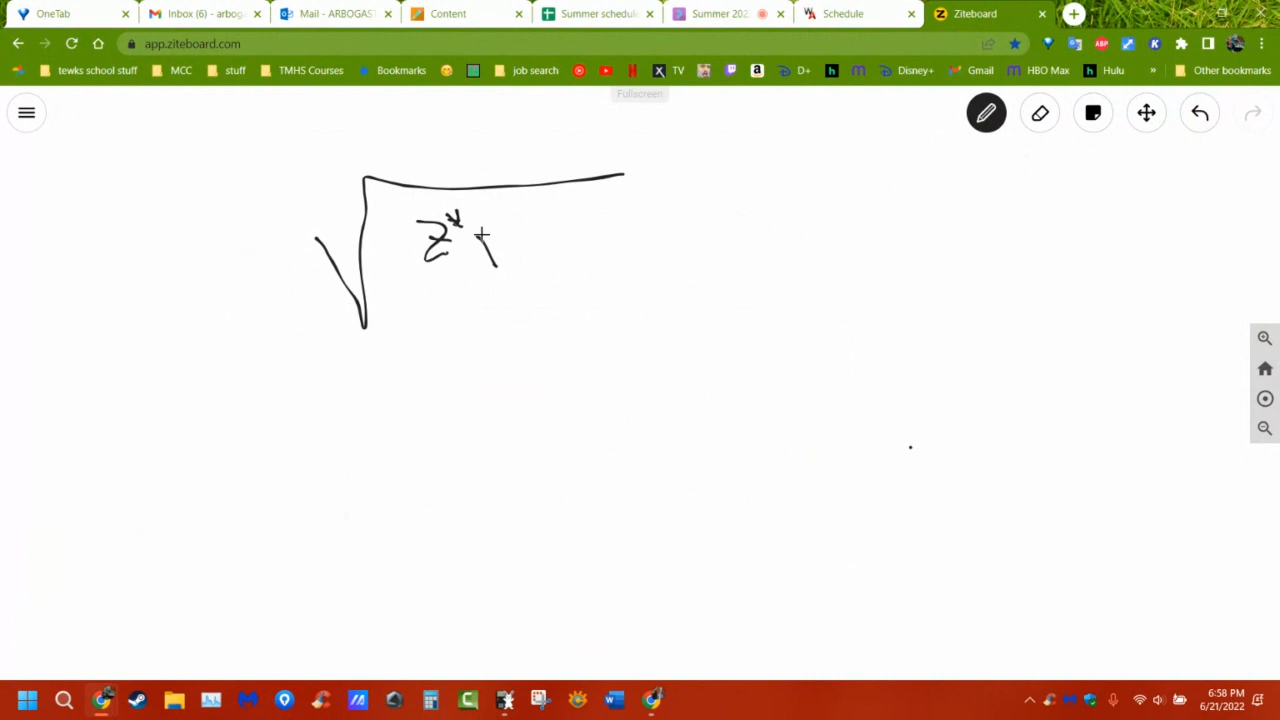 OneTab
Inbox (6) - arbog
Mail - ARBOGAST
Content
Summer schedule
Summer 202
Schedule
Ziteboard
app.ziteboard.com
tewks school stuff
MCC
stuff
TMHS Courses
Bookmarks
job search
TV
D+
Disney+
Gmail
HBO Max
Hulu
»
Other bookmarks
Fullscreen
6:58 PM
6/21/2022